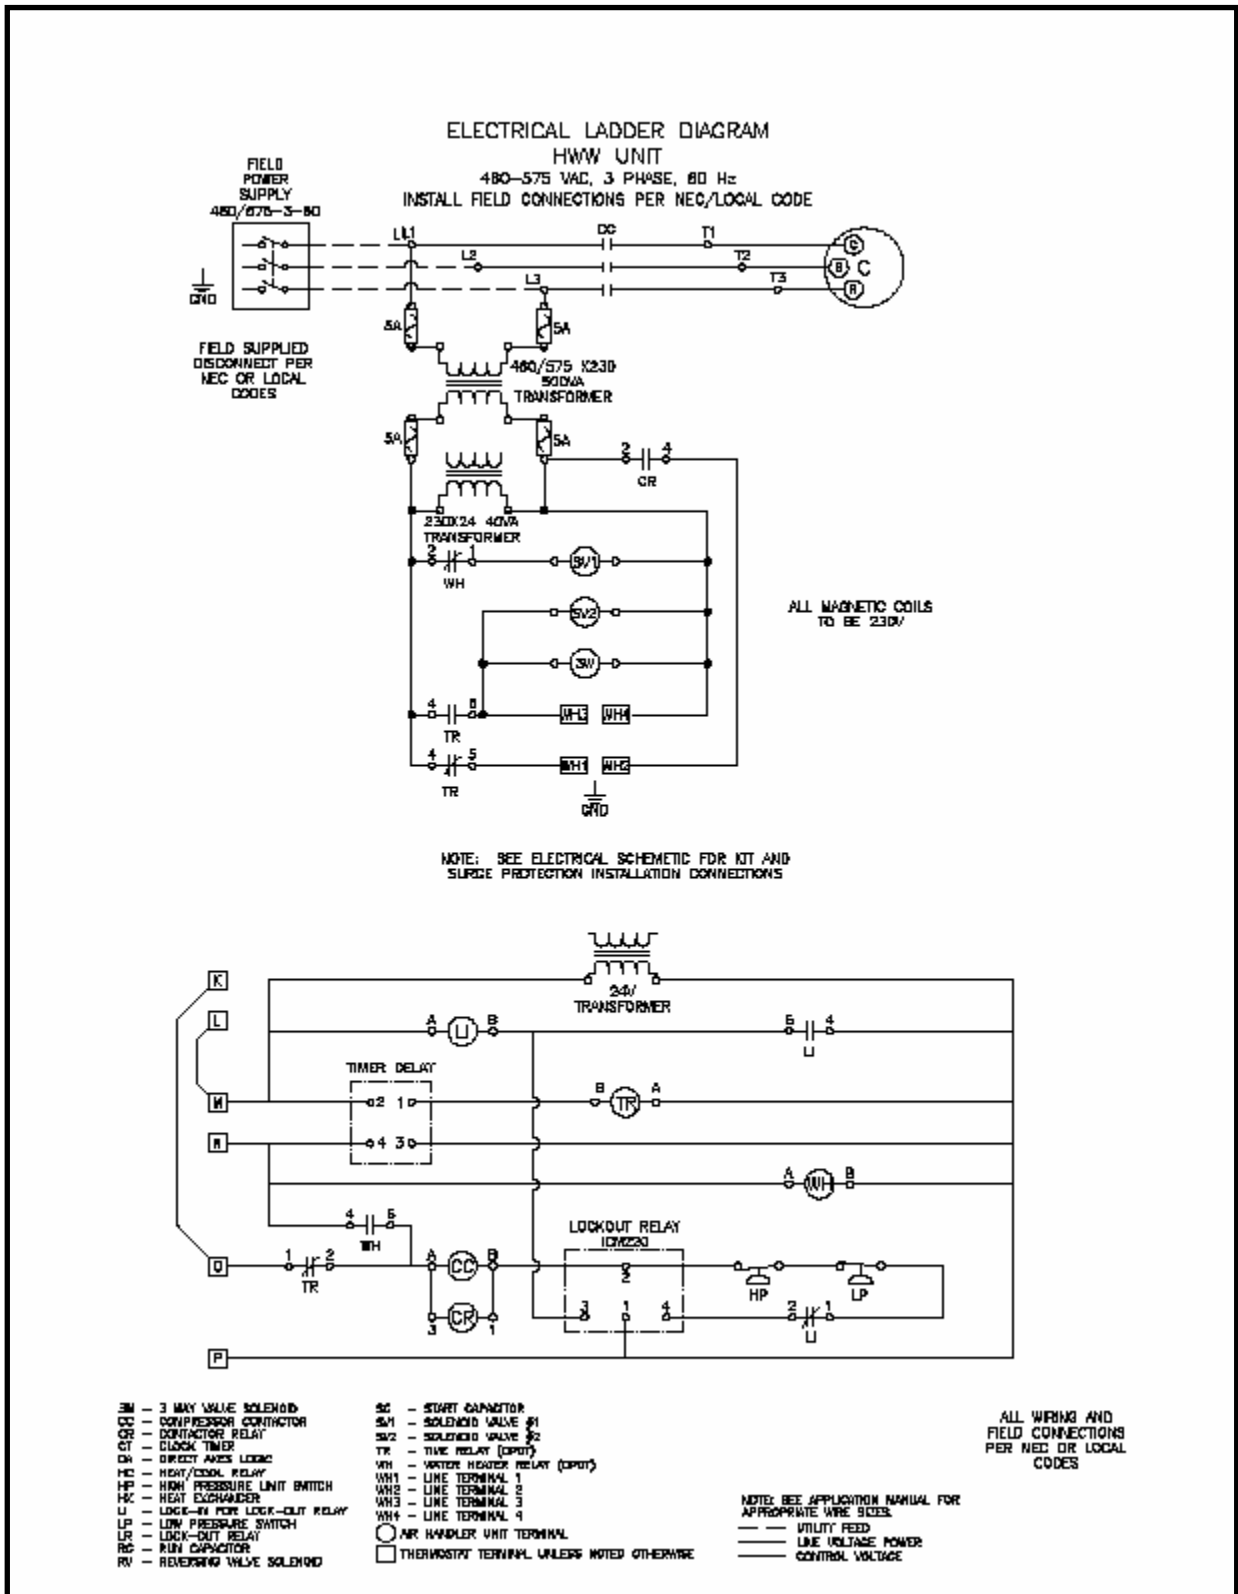 ELECTRICAL LADDER DIAGRAM
HWW UNIT
460-575 VAC, 3 PHASE, 60 Hz
INSTALL FIELD CONNECTIONS PER NEC/LOCAL CODE
FIELD
POWER
SUPPLY
460/575-3-60
GND
FIELD SUPPLIED
DISCONNECT PER
NEC OR LOCAL
CODES
L1
CC
T1
C
L2
T2
S
C
L3
T3
R
5A
5A
460/575 X230
500VA
TRANSFORMER
5A
5A
2
4
CR
230X24 40VA
TRANSFORMER
2
1
WH
SV1
SV2
3W
ALL MAGNETIC COILS
TO BE 230V
4
6
TR
WH3
WH4
4
5
TR
WH1
WH2
GND
NOTE: SEE ELECTRICAL SCHEMETIC FOR KIT AND
SURGE PROTECTION INSTALLATION CONNECTIONS
24V
TRANSFORMER
K
L
A
LI
B
6
4
LI
TIMER DELAY
M
2
1
B
TR
A
N
4
3
A
WH
B
4
6
WH
LOCKOUT RELAY
ICM220
O
1
2
TR
A
CC
B
2
HP
LP
3
CR
1
3
1
4
2
1
LI
P
3W - 3 WAY VALVE SOLENOID
CC - COMPRESSOR CONTACTOR
CR - CONTACTOR RELAY
CT - CLOCK TIMER
DA - DIRECT AXES LOGIC
HC - HEAT/COOL RELAY
HP - HIGH PRESSURE LIMIT SWITCH
HX - HEAT EXCHANGER
LI - LOCK-IN FOR LOCK-OUT RELAY
LP - LOW PRESSURE SWITCH
LR - LOCK-OUT RELAY
RC - RUN CAPACITOR
RV - REVERSING VALVE SOLENOID
SC - START CAPACITOR
SV1 - SOLENOID VALVE #1
SV2 - SOLENOID VALVE #2
TR - TIME RELAY (DPDT)
WH - WATER HEATER RELAY (DPDT)
WH1 - LINE TERMINAL 1
WH2 - LINE TERMINAL 2
WH3 - LINE TERMINAL 3
WH4 - LINE TERMINAL 4
AIR HANDLER UNIT TERMINAL
THERMOSTAT TERMINAL UNLESS NOTED OTHERWISE
ALL WIRING AND
FIELD CONNECTIONS
PER NEC OR LOCAL
CODES
NOTE: SEE APPLICATION MANUAL FOR
APPROPRIATE WIRE SIZES.
UTILITY FEED
LINE VOLTAGE POWER
CONTROL VOLTAGE